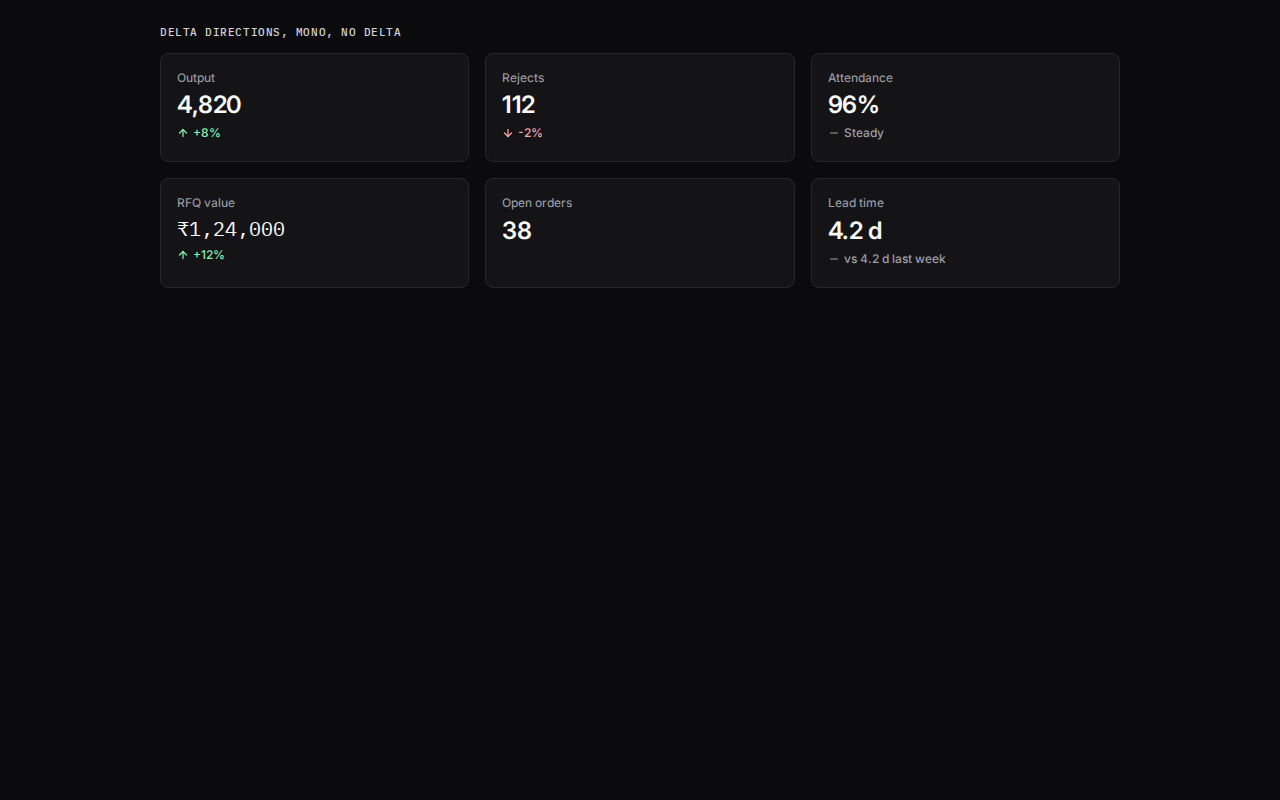 DELTA DIRECTIONS, MONO, NO DELTA
Output
4,820
↑ +8%
Rejects
112
↓ -2%
Attendance
96%
— Steady
RFQ value
₹1,24,000
↑ +12%
Open orders
38
Lead time
4.2 d
— vs 4.2 d last week